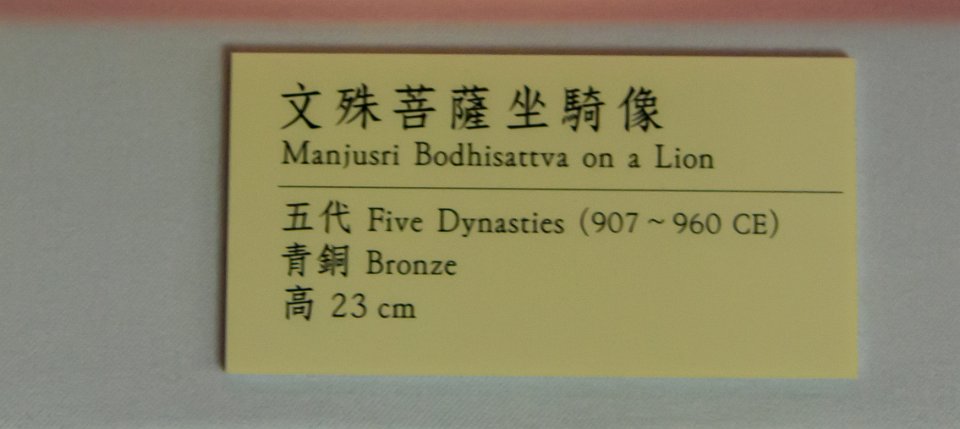 文殊菩薩坐騎像
Manjusri Bodhisattva on a Lion
五代 Five Dynasties (907 ~ 960 CE)
青銅 Bronze
高 23 cm